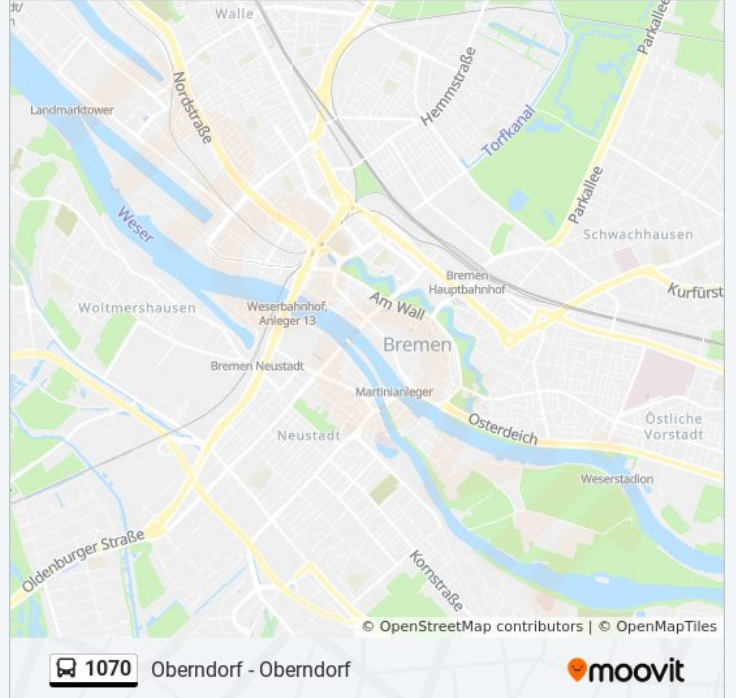 dt/
Walle
Parkallee
Hemmstraße
Nordstraße
Landmarktower
Torfkanal
Parkallee
Weser
Schwachhausen
Bremen
Hauptbahnhof
Kurfürst
Am Wall
Woltmershausen
Weserbahnhof,
Anleger 13
Bremen
Bremen Neustadt
Martinianleger
Osterdeich
Östliche
Vorstadt
Neustadt
Weserstadion
Oldenburger Straße
Kornstraße
© OpenStreetMap contributors | © OpenMapTiles
1070 Oberndorf - Oberndorf
moovit